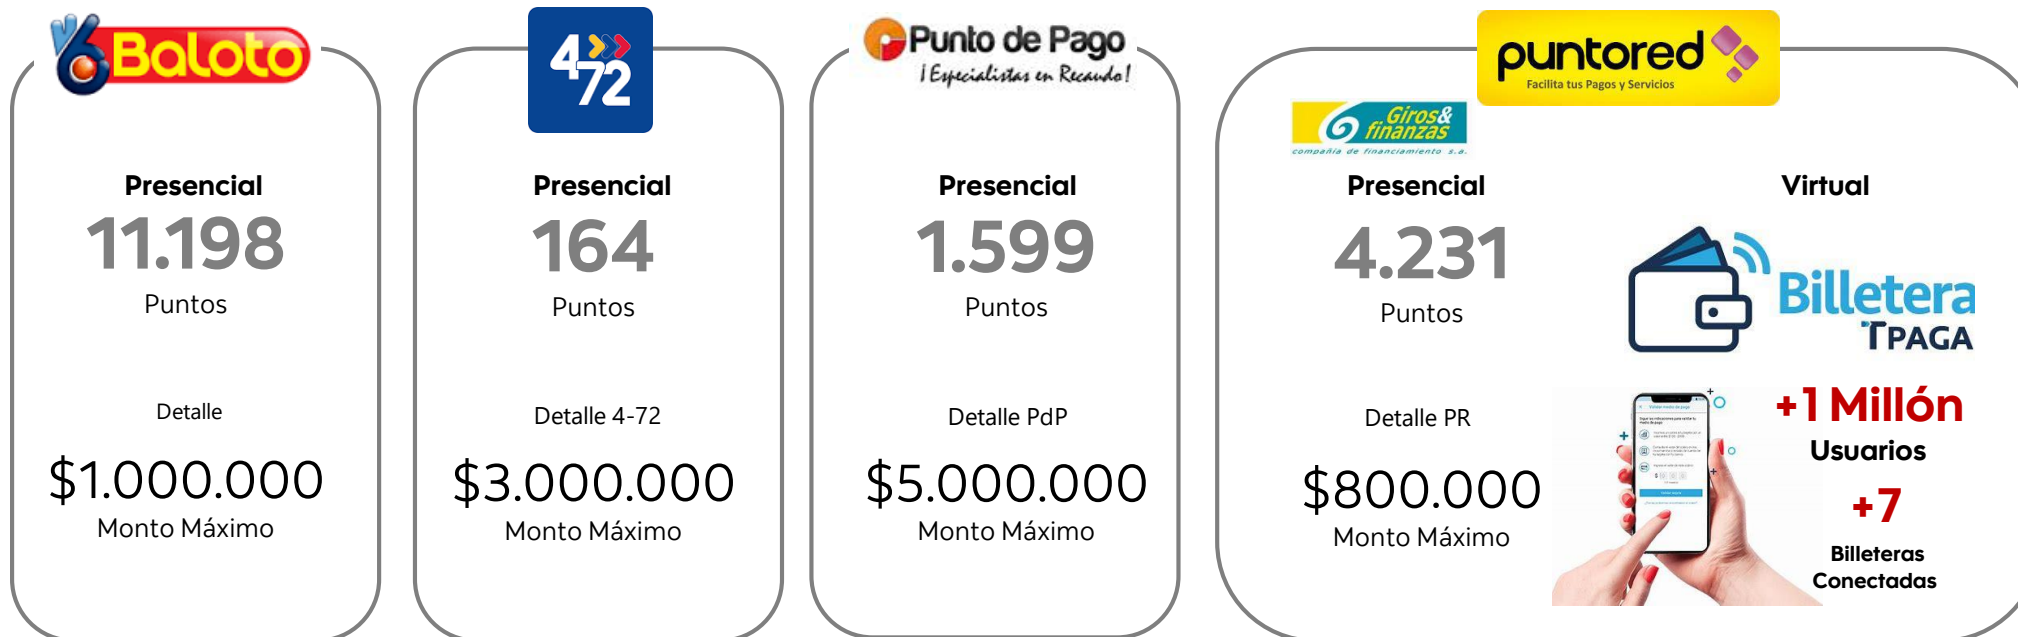 Baloto
Presencial
11.198
Puntos
Detalle
$1.000.000
Monto Máximo
4-72
Presencial
164
Puntos
Detalle 4-72
$3.000.000
Monto Máximo
Punto de Pago
¡Especialistas en Recaudo!
Presencial
1.599
Puntos
Detalle PdP
$5.000.000
Monto Máximo
puntored
Facilita tus Pagos y Servicios
Giros&
finanzas
compañía de financiamiento s.a.
Presencial
4.231
Puntos
Detalle PR
$800.000
Monto Máximo
Virtual
Billetera
TPAGA
+1 Millón
Usuarios
+7
Billeteras
Conectadas